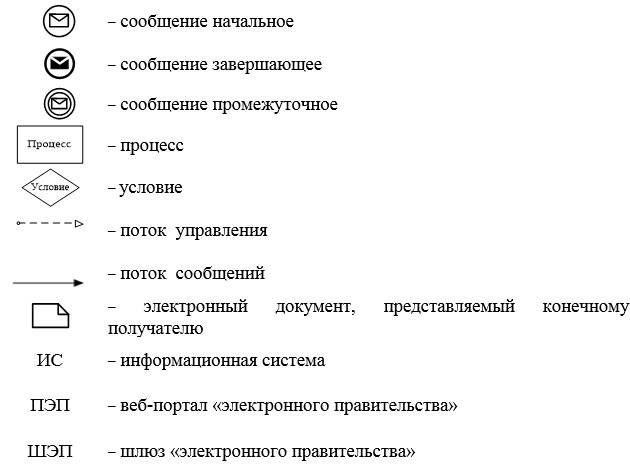 – сообщение начальное
– сообщение завершающее
– сообщение промежуточное
Процесс – процесс
Условие – условие
– поток управления
– поток сообщений
– электронный документ, представляемый конечному
получателю
ИС – информационная система
ПЭП – веб-портал «электронного правительства»
ШЭП – шлюз «электронного правительства»